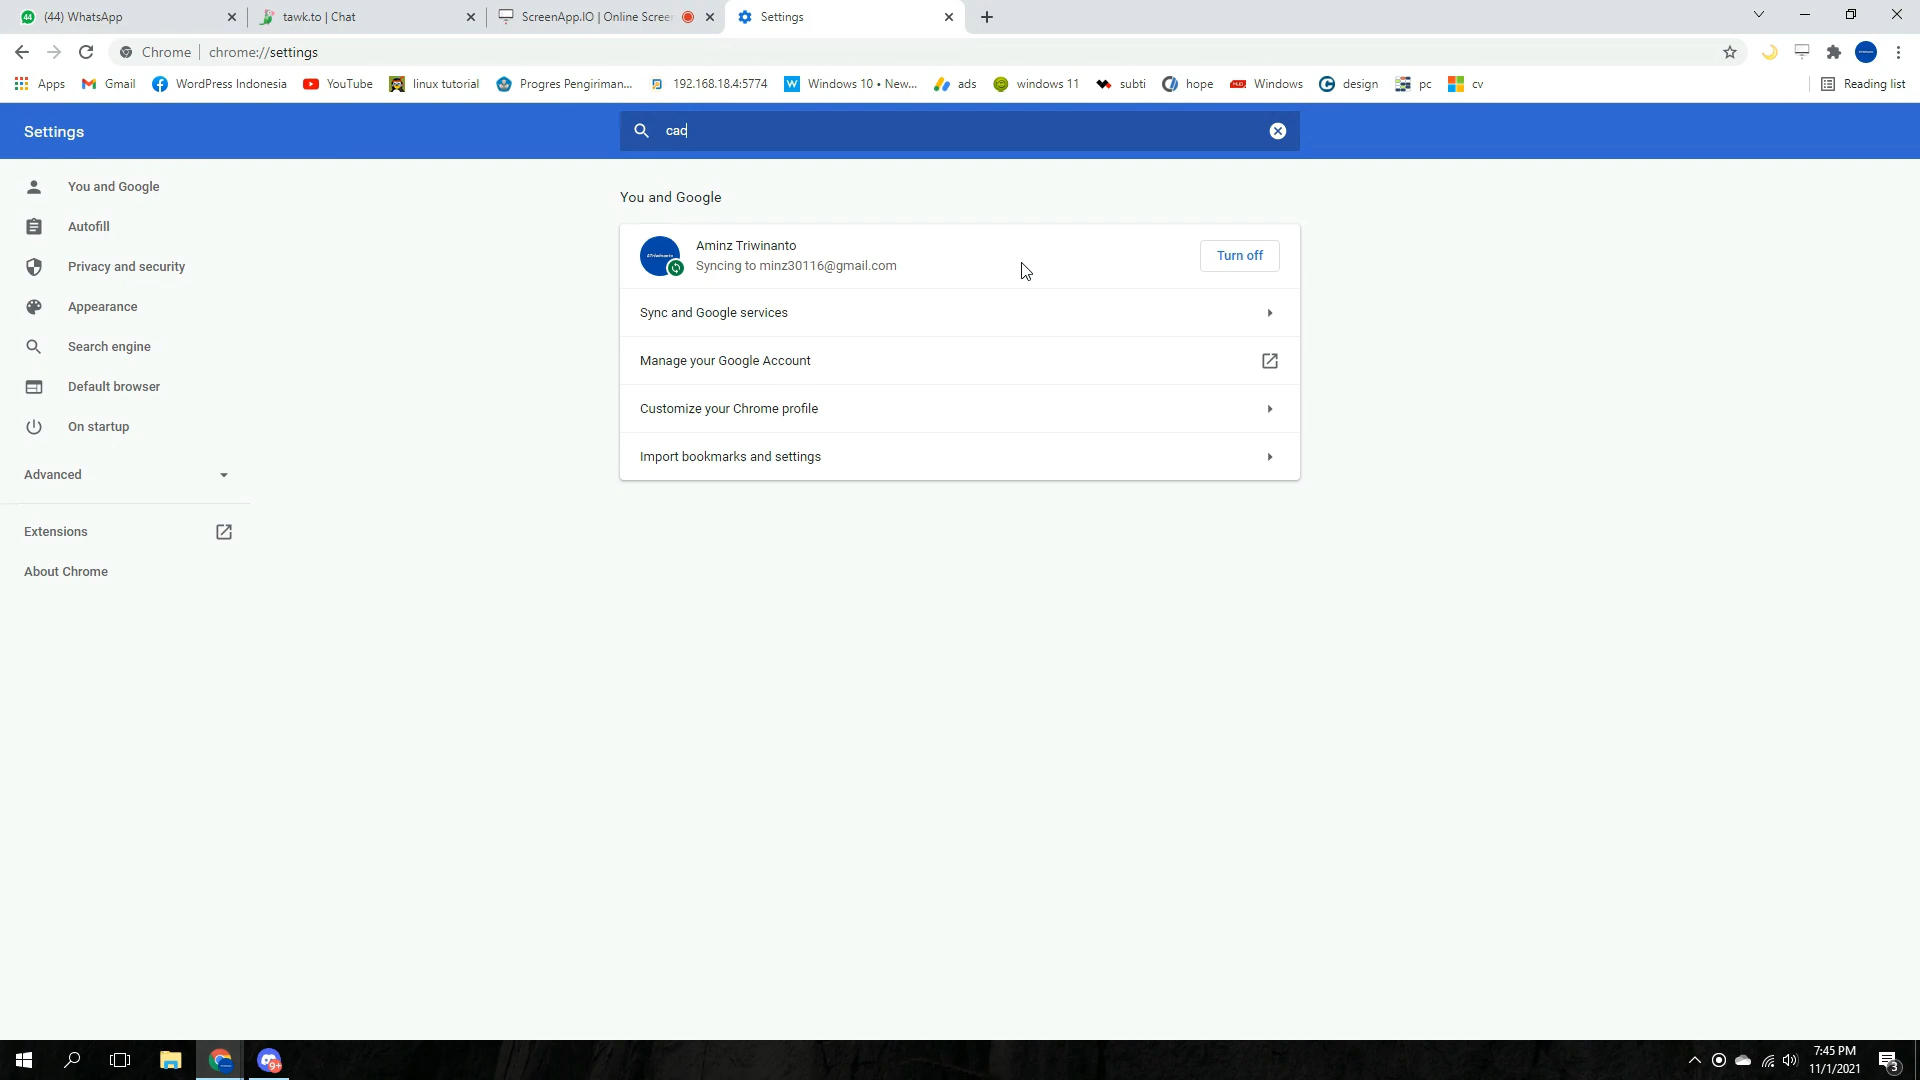 44 (44) WhatsApp
tawk.to | Chat
ScreenApp.IO | Online Scree
Settings
Chrome
chrome://settings
Apps
Gmail
WordPress Indonesia
YouTube
linux tutorial
Progres Pengiriman...
192.168.18.4:5774
Windows 10 • New...
ads
windows 11
subti
hope
Windows
design
pc
cv
Reading list
Settings
cac
You and Google
Autofill
Privacy and security
Appearance
Search engine
Default browser
On startup
Advanced
Extensions
About Chrome
You and Google
Aminz Triwinanto
Syncing to minz30116@gmail.com
Turn off
Sync and Google services
Manage your Google Account
Customize your Chrome profile
Import bookmarks and settings
9+
7:45 PM
11/1/2021
3